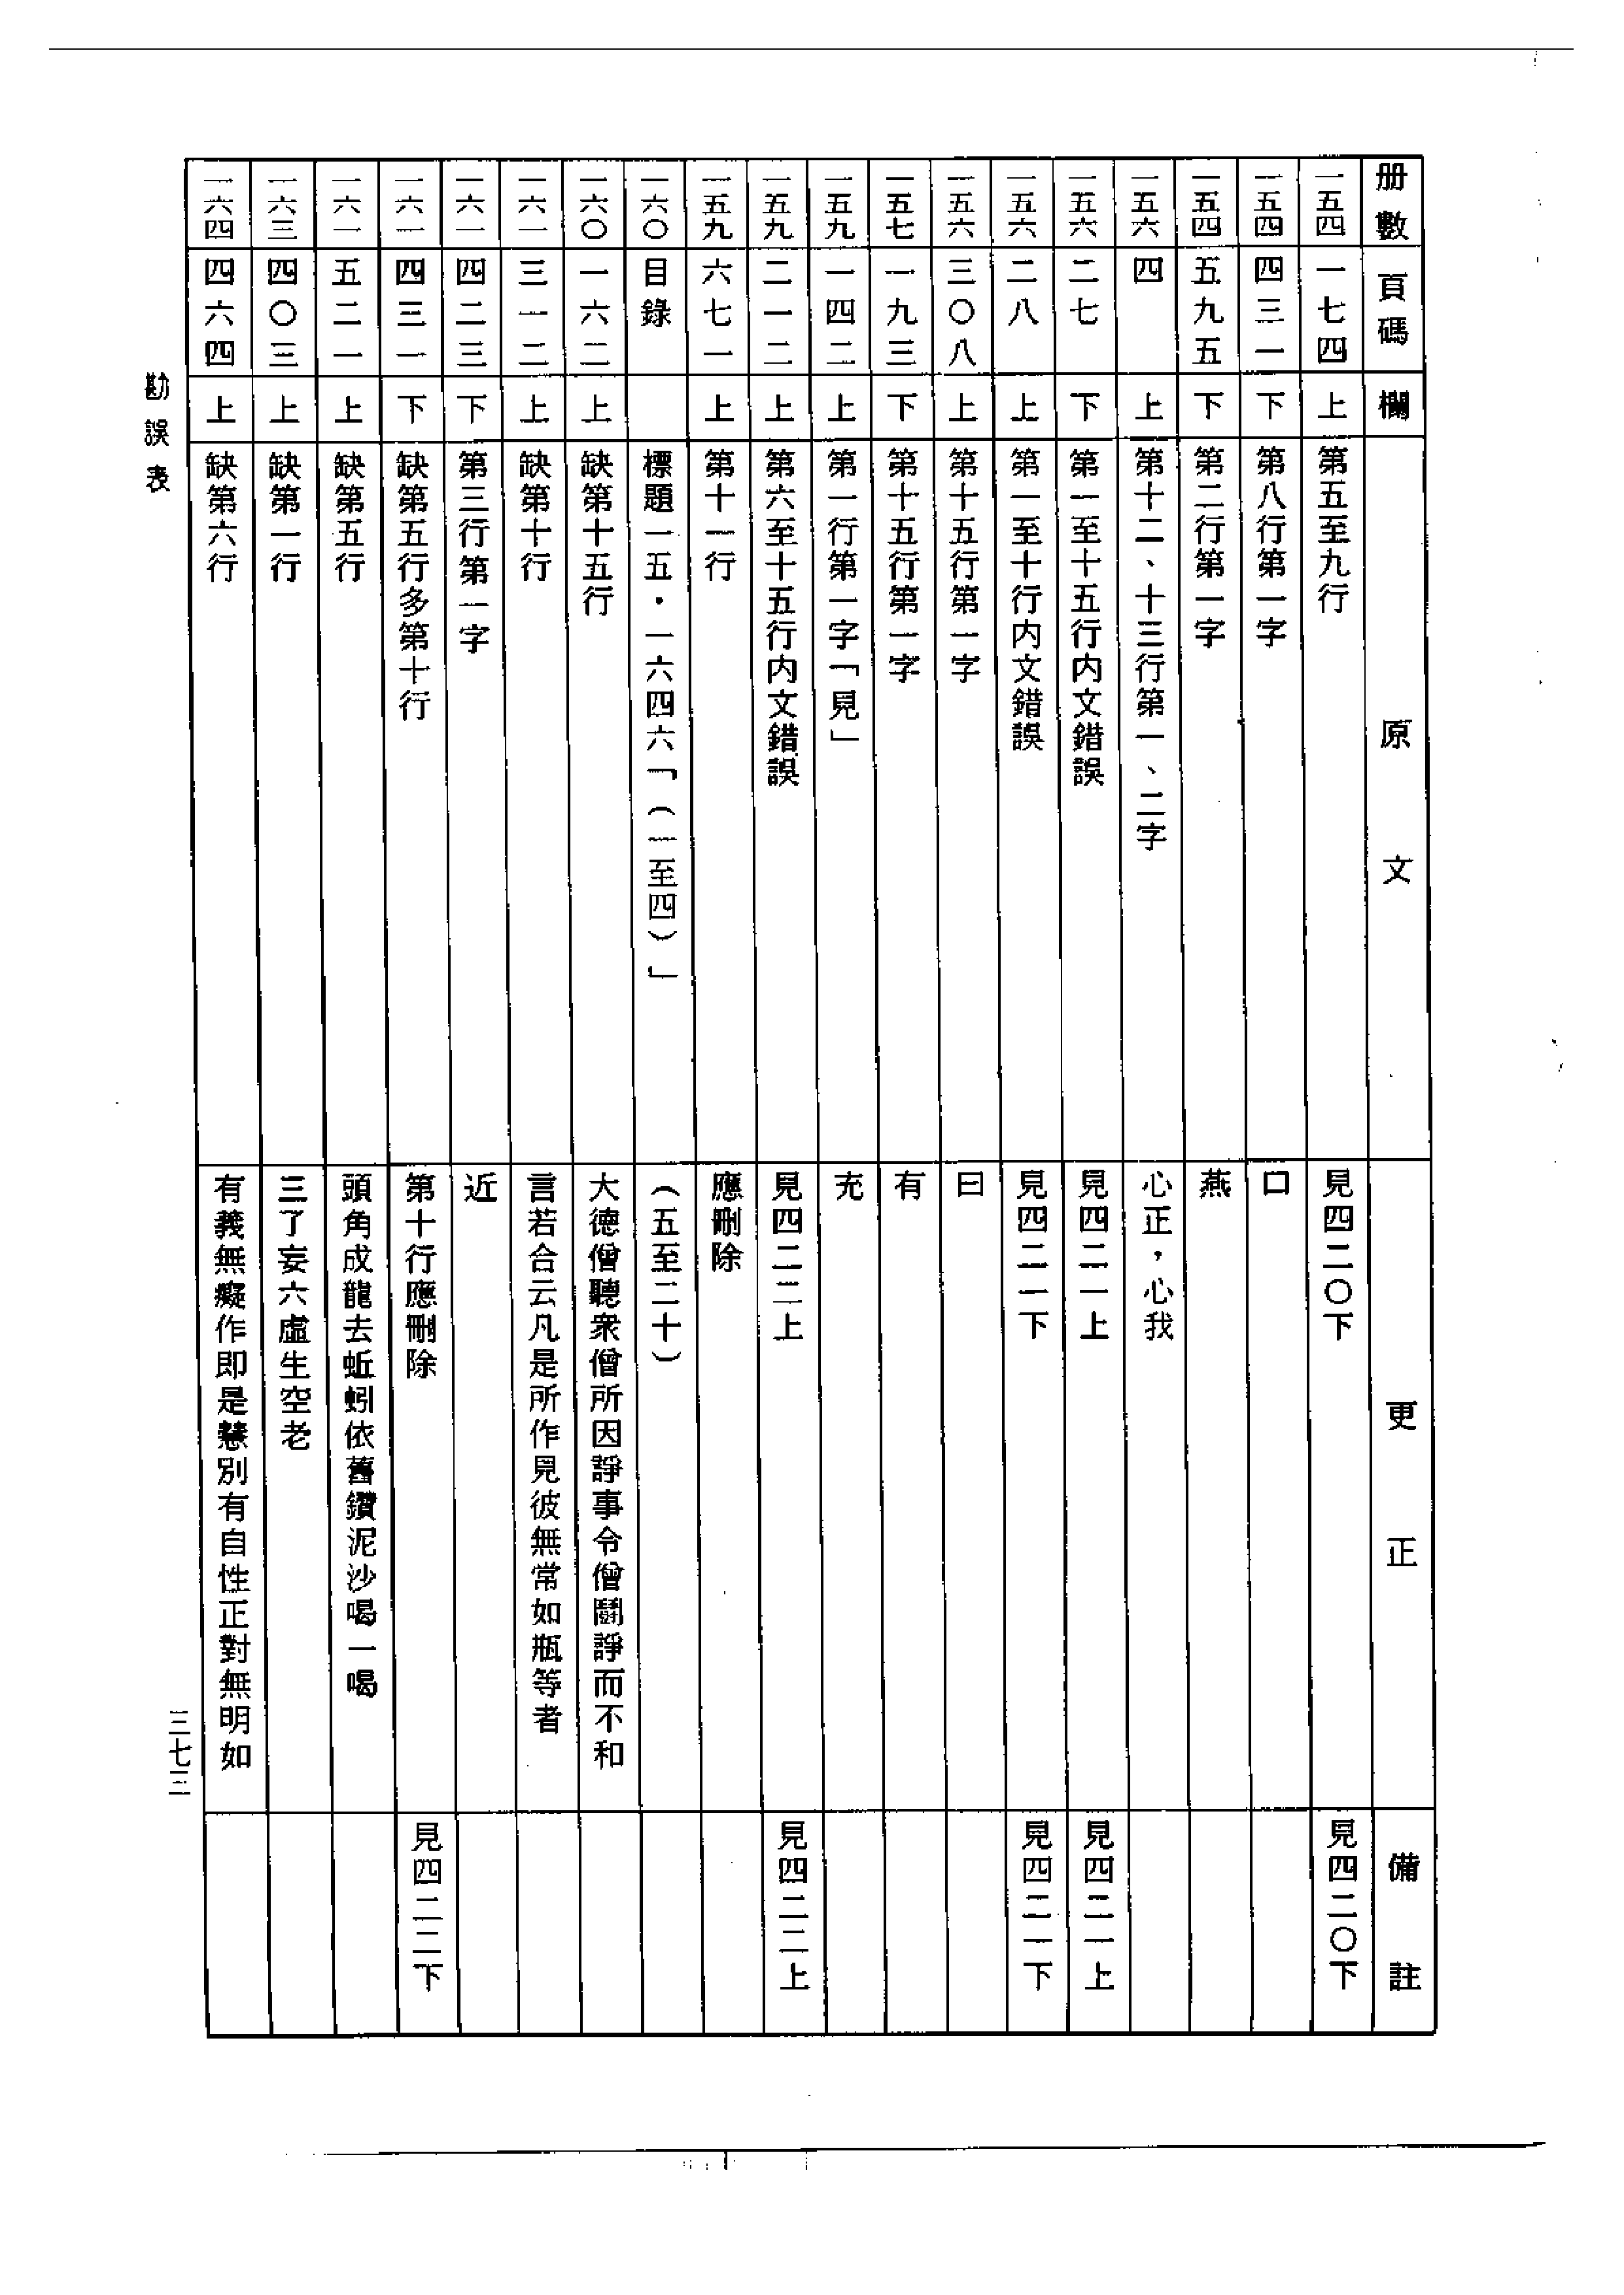 册數 頁碼 欄 原文 更正 備註
一五四 一七四 上 第五至九行 見四二〇下 見四二〇下
一五四 四三一 下 第八行第一字 口
一五四 五九五 下 第二行第一字 燕
一五六 四 上 第十二、十三行第一、二字 心正，心我
一五六 二七 下 第一至十五行内文錯誤 見四二一上 見四二一上
一五六 二八 上 第一至十行内文錯誤 見四二一下 見四二一下
一五六 三〇八 上 第十五行第一字 曰
一五七 一九三 下 第十五行第一字 有
一五九 一四二 上 第一行第一字「見」 充
一五九 二一二 上 第六至十五行内文錯誤 見四二二上 見四二二上
一五九 六七一 上 第十一行 應刪除
一六〇 目錄 標題一五·一六四六「（一至四）」 （五至二十）
一六〇 一六二 上 缺第十五行 大德僧聽衆僧所因諍事令僧鬪諍而不和
一六一 三一二 上 缺第十行 言若合云凡是所作見彼無常如瓶等者
一六一 四二三 下 第三行第一字 近
一六一 四三一 下 缺第五行多第十行 第十行應刪除 見四二二下
一六一 五二一 上 缺第五行 頭角成龍去蚯蚓依舊鑽泥沙喝一喝
一六三 四〇三 上 缺第一行 三了妄六虛生空老
一六四 四六四 上 缺第六行 有義無癡作即是慧別有自性正對無明如
勘誤表
三七三